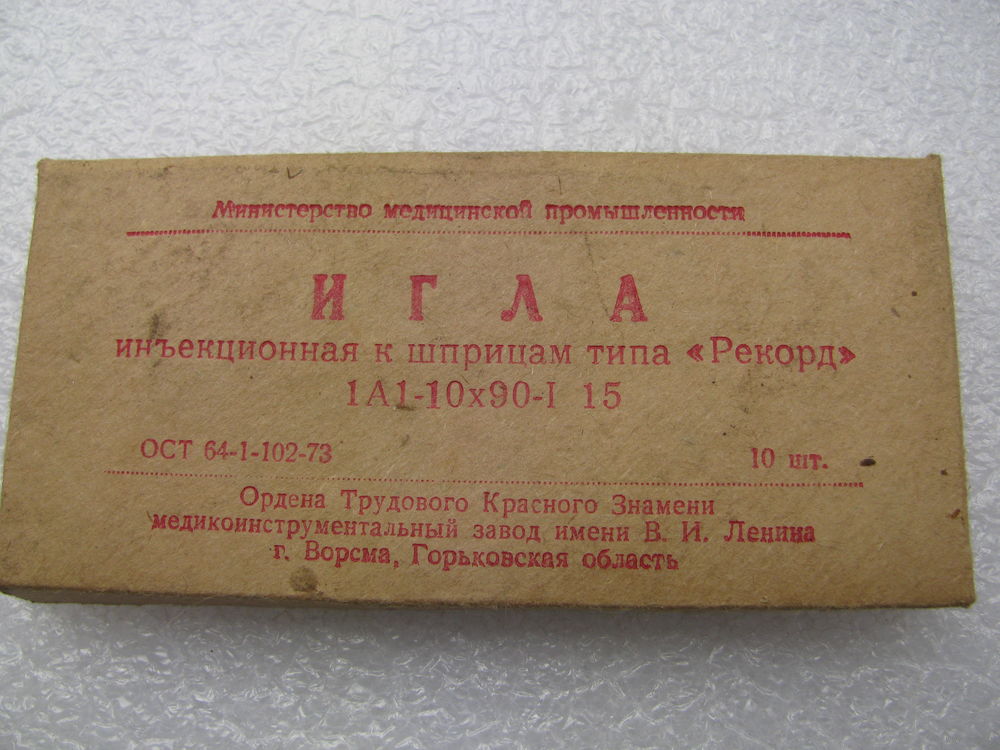 Министерство медицинской промышленности
ИГЛА
инъекционная к шприцам типа «Рекорд»
1А1-10х90-I 15
ОСТ 64-1-102-73
10 шт.
Ордена Трудового Красного Знамени
медикоинструментальный завод имени В. И. Ленина
г. Ворсма, Горьковская область